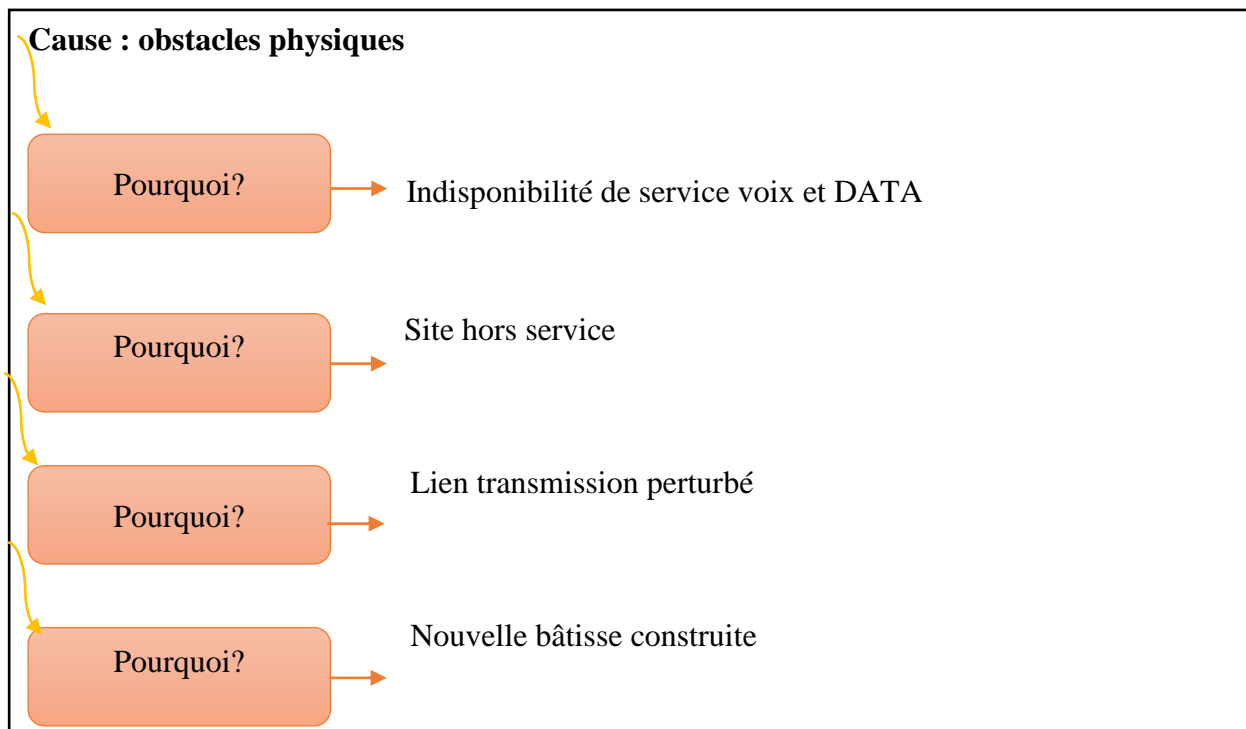 Cause : obstacles physiques
Pourquoi?
Indisponibilité de service voix et DATA
Pourquoi?
Site hors service
Pourquoi?
Lien transmission perturbé
Pourquoi?
Nouvelle bâtisse construite